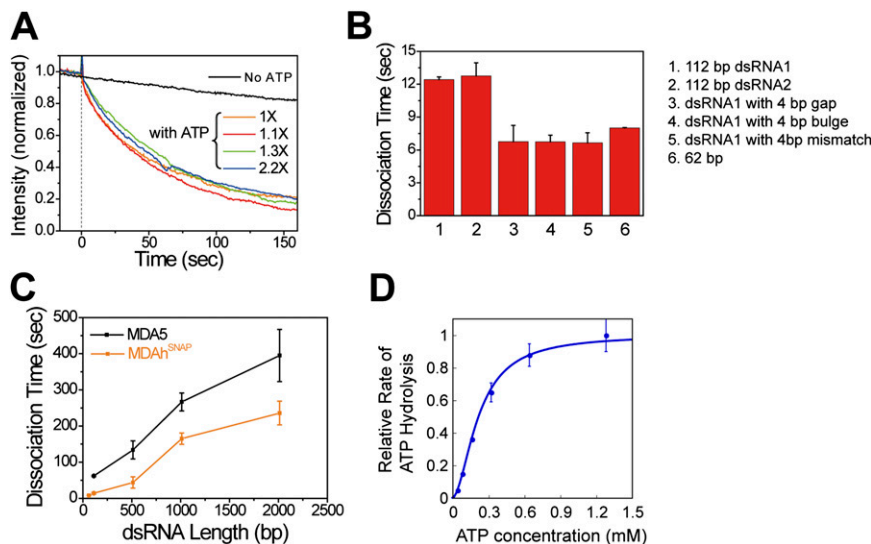 A
Intensity (normalized)
1.0
0.8
0.6
0.4
0.2
0.0
No ATP
with ATP
1X
1.1X
1.3X
2.2X
0 50 100 150
Time (sec)
B
Dissociation Time (sec)
15
12
9
6
3
0
1 2 3 4 5 6
1. 112 bp dsRNA1
2. 112 bp dsRNA2
3. dsRNA1 with 4 bp gap
4. dsRNA1 with 4 bp bulge
5. dsRNA1 with 4bp mismatch
6. 62 bp
C
Dissociation Time (sec)
500
400
300
200
100
0
MDA5
MDAh^SNAP
0 500 1000 1500 2000 2500
dsRNA Length (bp)
D
Relative Rate of
ATP Hydrolysis
1
0.8
0.6
0.4
0.2
0
0 0.3 0.6 0.9 1.2 1.5
ATP concentration (mM)